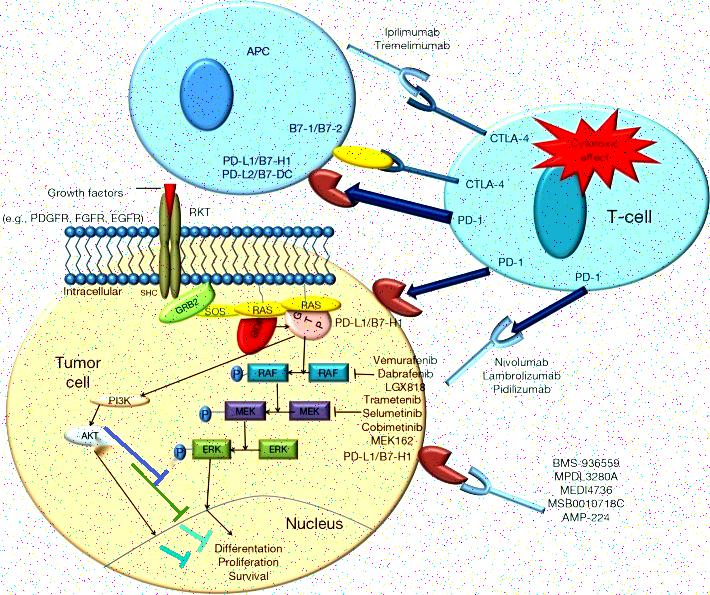 Ipilimumab
Tremelimumab
APC
B7-1/B7-2
CTLA-4
effect
PD-L1/B7-H1
PD-L2/B7-DC
CTLA-4
Growth factors
(e.g., PDGFR, FGFR, EGFR)
RKT
PD-1
T-cell
PD-1
PD-1
Intracellular
SHC
GRB2
SOS
RAS
RAS
GTP
PD-L1/B7-H1
Tumor
cell
Vemurafenib
Dabrafenib
LGX818
Trametenib
Selumetinib
Cobimetinib
MEK162
PD-L1/B7-H1
Nivolumab
Lambrolizumab
Pidilizumab
P
RAF
RAF
PI3K
P
MEK
MEK
AKT
P
ERK
ERK
BMS-936559
MPDL3280A
MEDI4736
MSB0010718C
AMP-224
Nucleus
Differentation
Proliferation
Survival